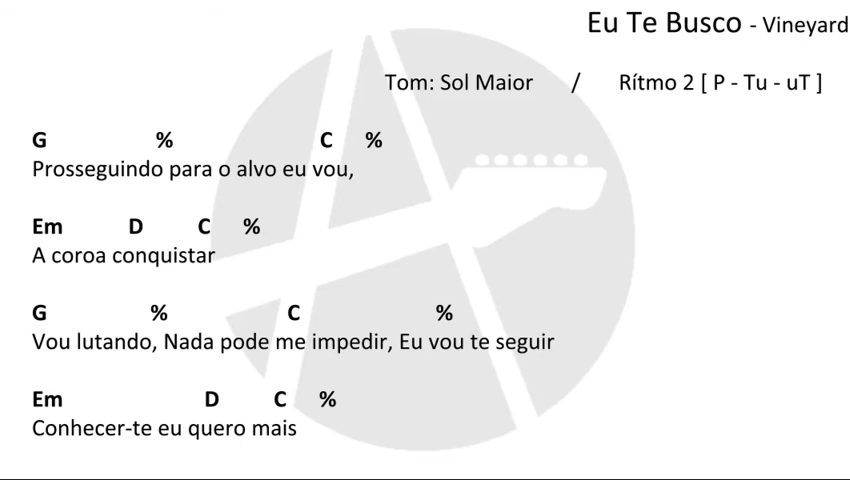 Eu Te Busco - Vineyard
Tom: Sol Maior / Rítmo 2 [ P - Tu - uT ]
G % C %
Prosseguindo para o alvo eu vou,
Em D C %
A coroa conquistar
G % C %
Vou lutando, Nada pode me impedir, Eu vou te seguir
Em D C %
Conhecer-te eu quero mais